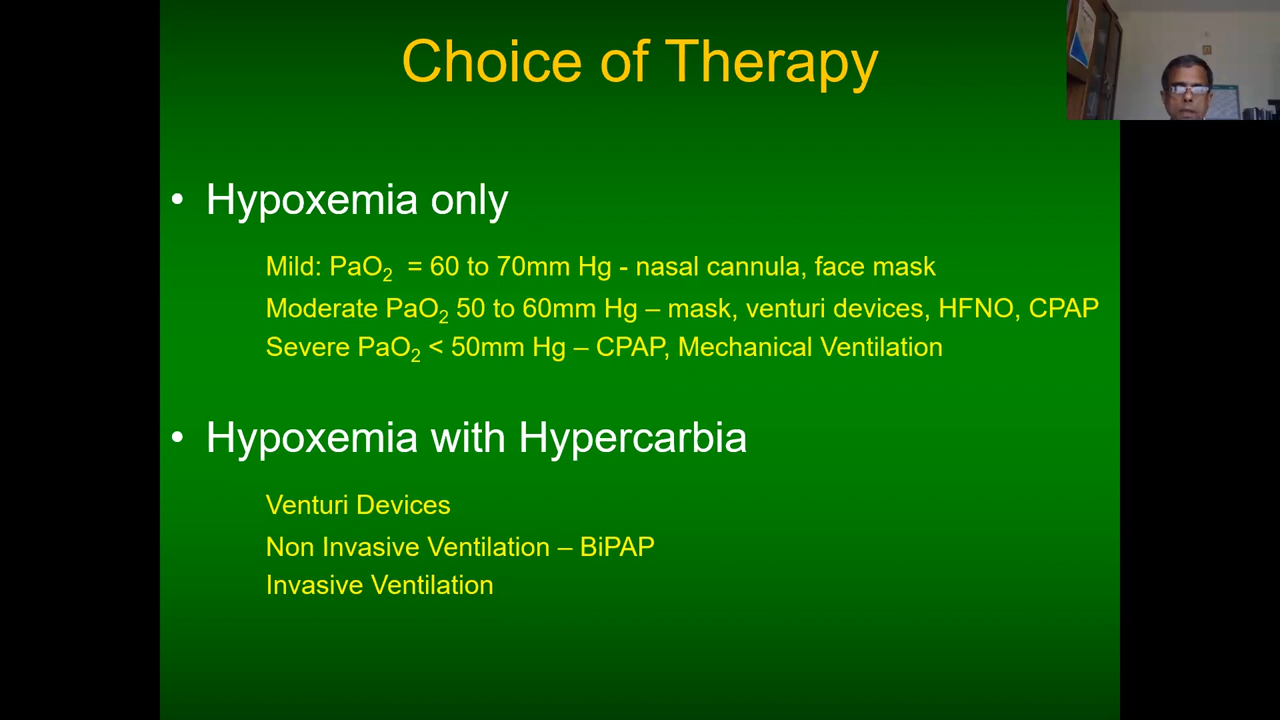 Choice of Therapy
• Hypoxemia only
Mild: PaO₂ = 60 to 70mm Hg - nasal cannula, face mask
Moderate PaO₂ 50 to 60mm Hg – mask, venturi devices, HFNO, CPAP
Severe PaO₂ < 50mm Hg – CPAP, Mechanical Ventilation
• Hypoxemia with Hypercarbia
Venturi Devices
Non Invasive Ventilation – BiPAP
Invasive Ventilation